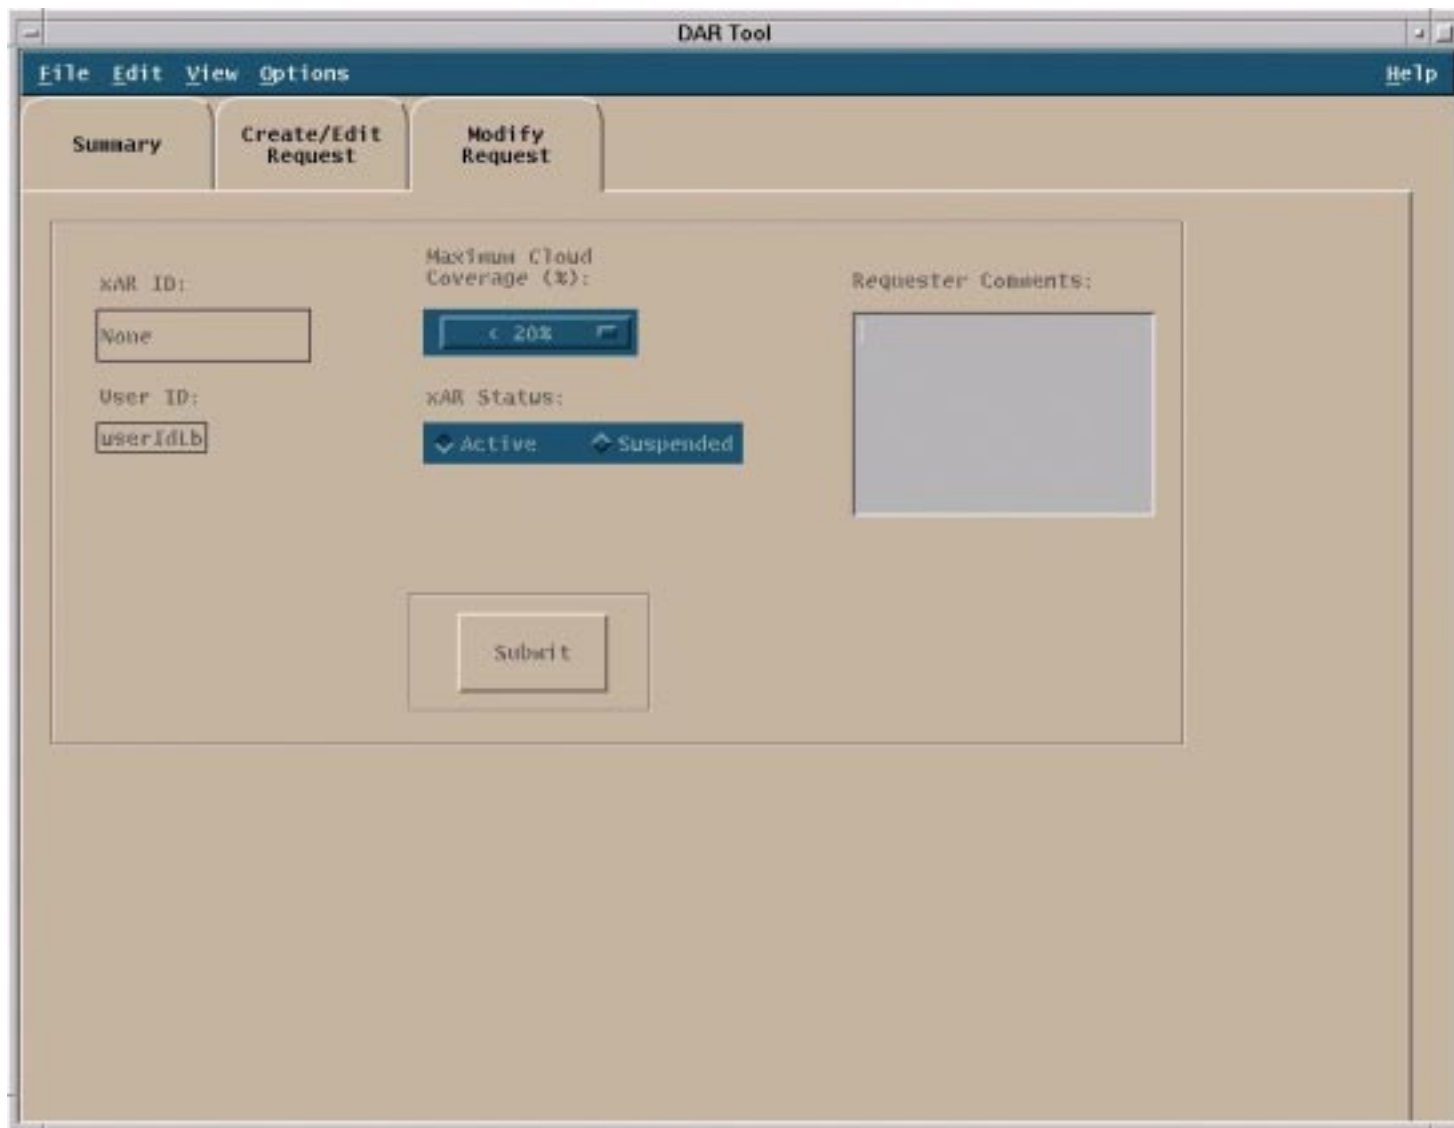 DAR Tool
File Edit View Options Help
Summary
Create/Edit
Request
Modify
Request
xAR ID:
None
User ID:
userIdLb
Maximum Cloud
Coverage (%):
< 20%
xAR Status:
Active Suspended
Requester Comments:
Submit